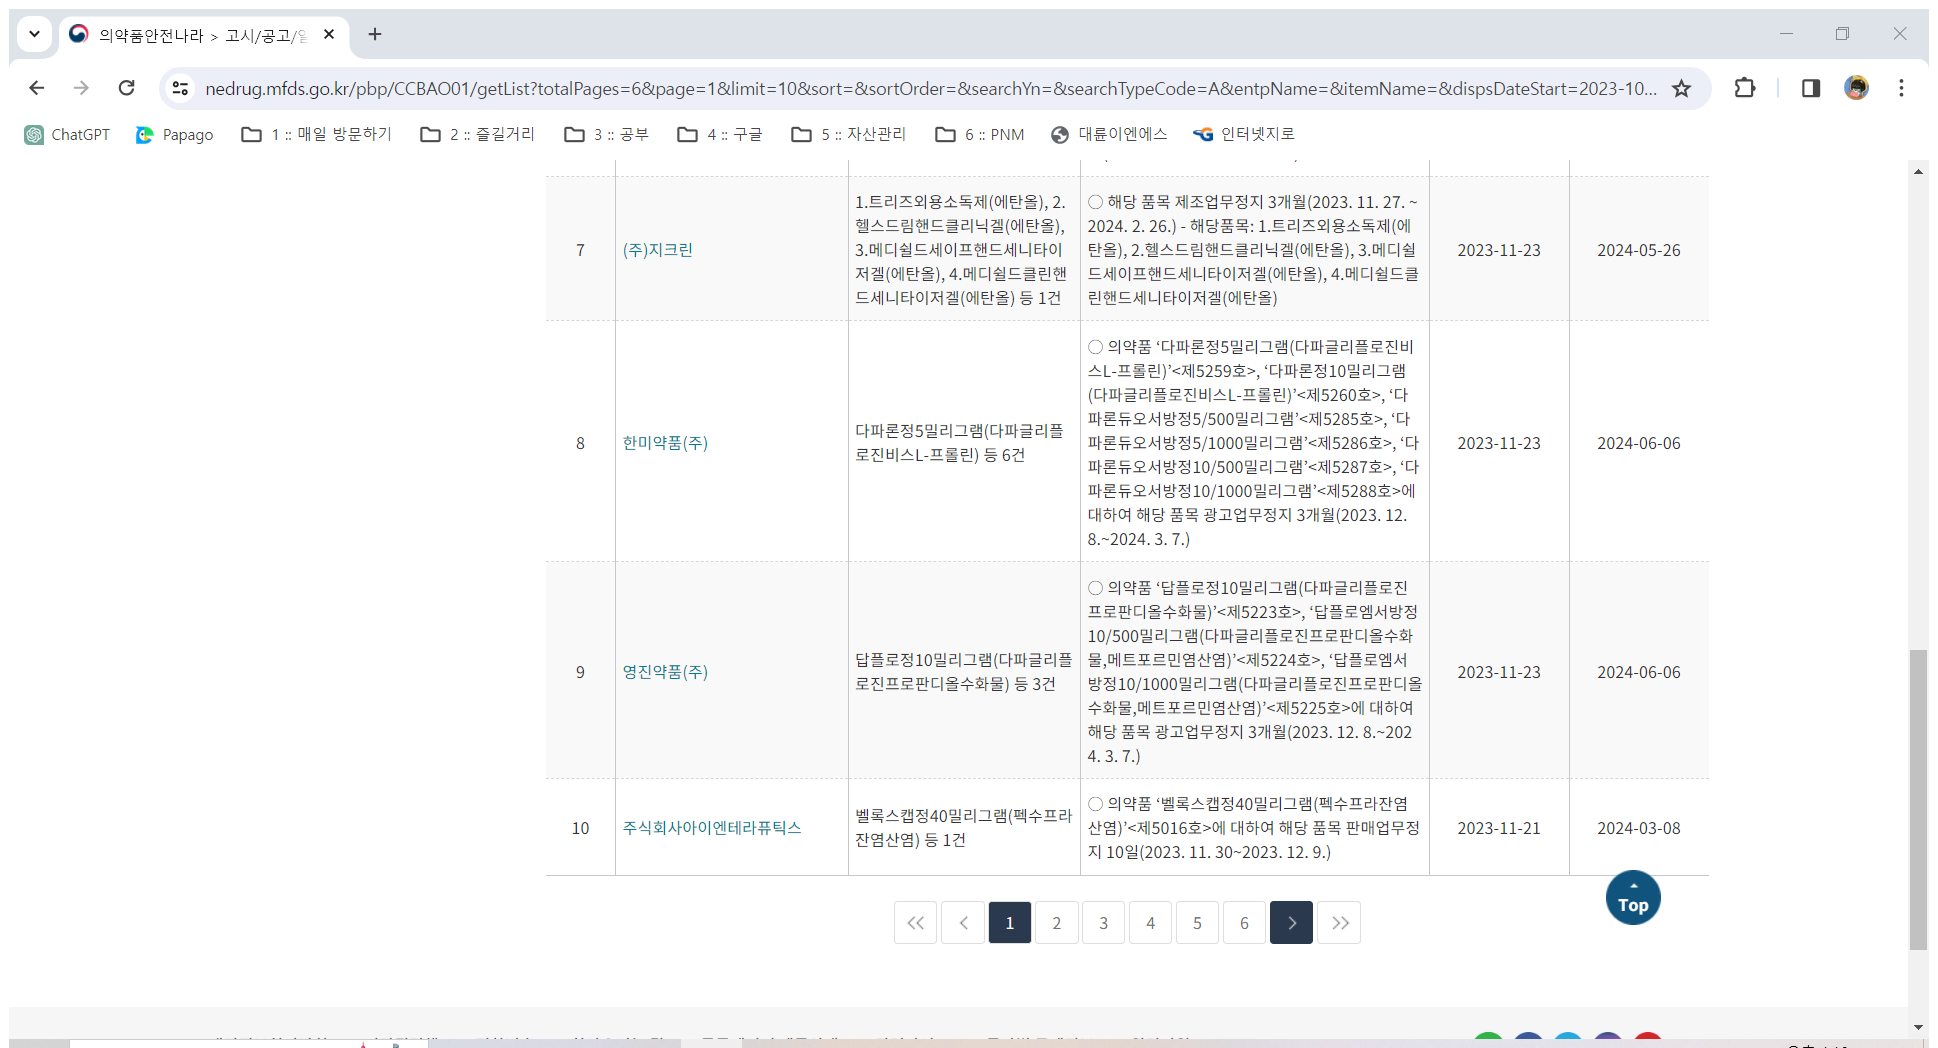 의약품안전나라 > 고시/공고/알
nedrug.mfds.go.kr/pbp/CCBAO01/getList?totalPages=6&page=1&limit=10&sort=&sortOrder=&searchYn=&searchTypeCode=A&entpName=&itemName=&dispsDateStart=2023-10...
ChatGPT Papago 1 :: 매일 방문하기 2 :: 즐길거리 3 :: 공부 4 :: 구글 5 :: 자산관리 6 :: PNM 대륜이엔에스 인터넷지로
7
(주)지크린
1.트리즈외용소독제(에탄올), 2.
헬스드림핸드클리닉겔(에탄올),
3.메디쉴드세이프핸드세니타이
저겔(에탄올), 4.메디쉴드클린핸
드세니타이저겔(에탄올) 등 1건
○ 해당 품목 제조업무정지 3개월(2023. 11. 27. ~
2024. 2. 26.) - 해당품목: 1.트리즈외용소독제(에
탄올), 2.헬스드림핸드클리닉겔(에탄올), 3.메디쉴
드세이프핸드세니타이저겔(에탄올), 4.메디쉴드클
린핸드세니타이저겔(에탄올)
2023-11-23
2024-05-26
8
한미약품(주)
다파론정5밀리그램(다파글리플
로진비스L-프롤린) 등 6건
○ 의약품 ‘다파론정5밀리그램(다파글리플로진비
스L-프롤린)’<제5259호>, ‘다파론정10밀리그램
(다파글리플로진비스L-프롤린)’<제5260호>, ‘다
파론듀오서방정5/500밀리그램’<제5285호>, ‘다
파론듀오서방정5/1000밀리그램’<제5286호>, ‘다
파론듀오서방정10/500밀리그램’<제5287호>, ‘다
파론듀오서방정10/1000밀리그램’<제5288호>에
대하여 해당 품목 광고업무정지 3개월(2023. 12.
8.~2024. 3. 7.)
2023-11-23
2024-06-06
9
영진약품(주)
답플로정10밀리그램(다파글리플
로진프로판디올수화물) 등 3건
○ 의약품 ‘답플로정10밀리그램(다파글리플로진
프로판디올수화물)’<제5223호>, ‘답플로엠서방정
10/500밀리그램(다파글리플로진프로판디올수화
물,메트포르민염산염)’<제5224호>, ‘답플로엠서
방정10/1000밀리그램(다파글리플로진프로판디올
수화물,메트포르민염산염)’<제5225호>에 대하여
해당 품목 광고업무정지 3개월(2023. 12. 8.~202
4. 3. 7.)
2023-11-23
2024-06-06
10
주식회사아이엔테라퓨틱스
벨록스캡정40밀리그램(펙수프라
잔염산염) 등 1건
○ 의약품 ‘벨록스캡정40밀리그램(펙수프라잔염
산염)’<제5016호>에 대하여 해당 품목 판매업무정
지 10일(2023. 11. 30~2023. 12. 9.)
2023-11-21
2024-03-08
Top
1 2 3 4 5 6